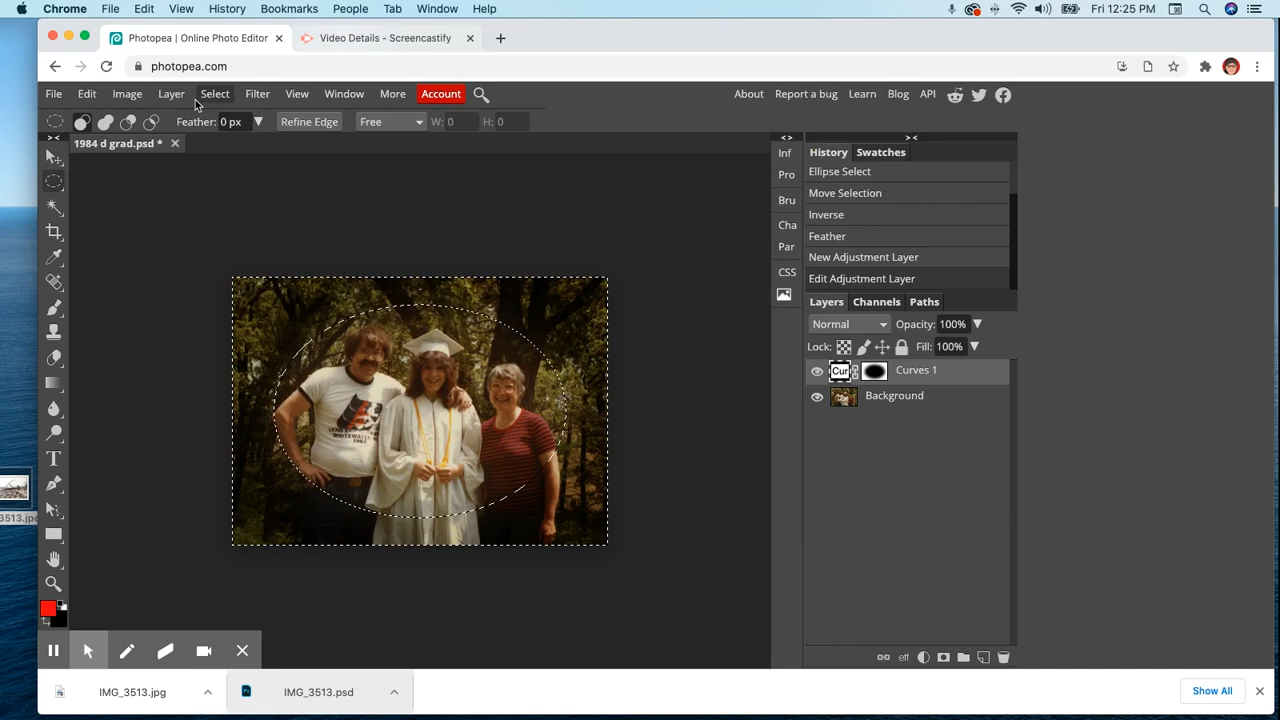 Chrome File Edit View History Bookmarks People Tab Window Help Fri 12:25 PM
Photopea | Online Photo Editor Video Details - Screencastify
photopea.com
File Edit Image Layer Select Filter View Window More Account About Report a bug Learn Blog API
Feather: 0 px Refine Edge Free W: 0 H: 0
1984 d grad.psd *
Inf
Pro
Bru
Cha
Par
CSS
History Swatches
Ellipse Select
Move Selection
Inverse
Feather
New Adjustment Layer
Edit Adjustment Layer
Layers Channels Paths
Normal Opacity: 100%
Lock: Fill: 100%
Cur Curves 1
Background
eff
3513.jpe
IMG_3513.jpg IMG_3513.psd Show All